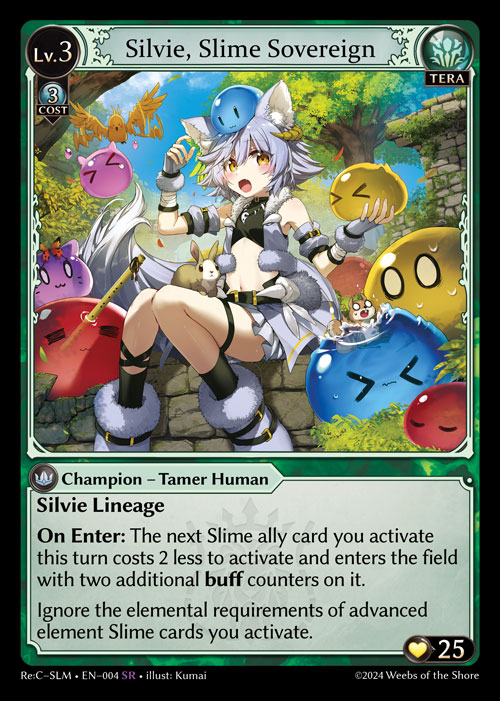 Lv.3
Silvie, Slime Sovereign
TERA
3
COST
Champion – Tamer Human
Silvie Lineage
On Enter: The next Slime ally card you activate
this turn costs 2 less to activate and enters the field
with two additional buff counters on it.
Ignore the elemental requirements of advanced
element Slime cards you activate.
25
Re:C–SLM • EN–004 SR • illust: Kumai
©2024 Weebs of the Shore